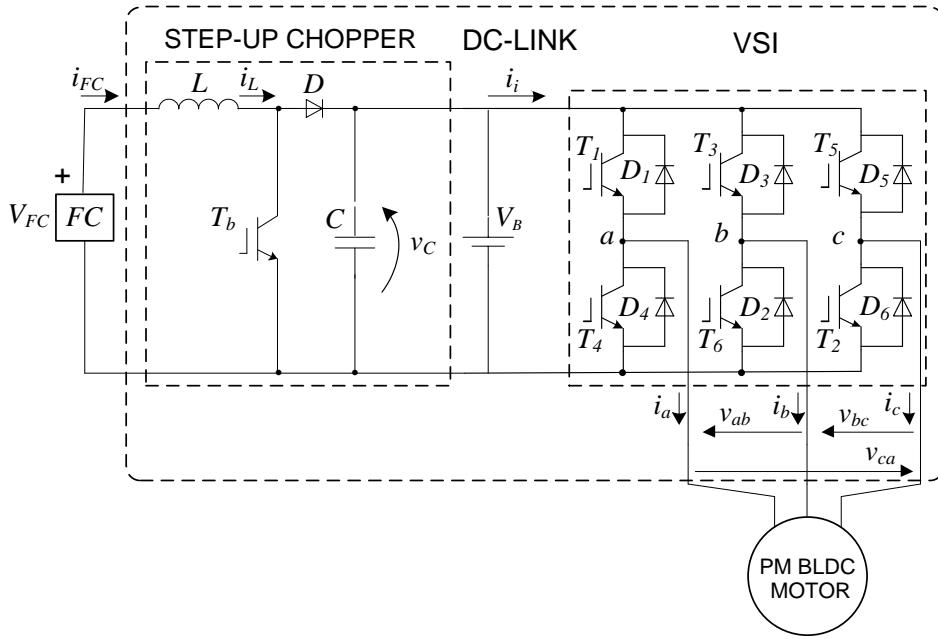 STEP-UP CHOPPER DC-LINK VSI
i_FC L i_L D i_i
T_1 T_3 T_5
D_1 D_3 D_5
+
V_FC FC T_b C v_C V_B a b c
D_4 D_2 D_6
T_4 T_6 T_2
i_a v_ab i_b v_bc i_c
v_ca
PM BLDC
MOTOR